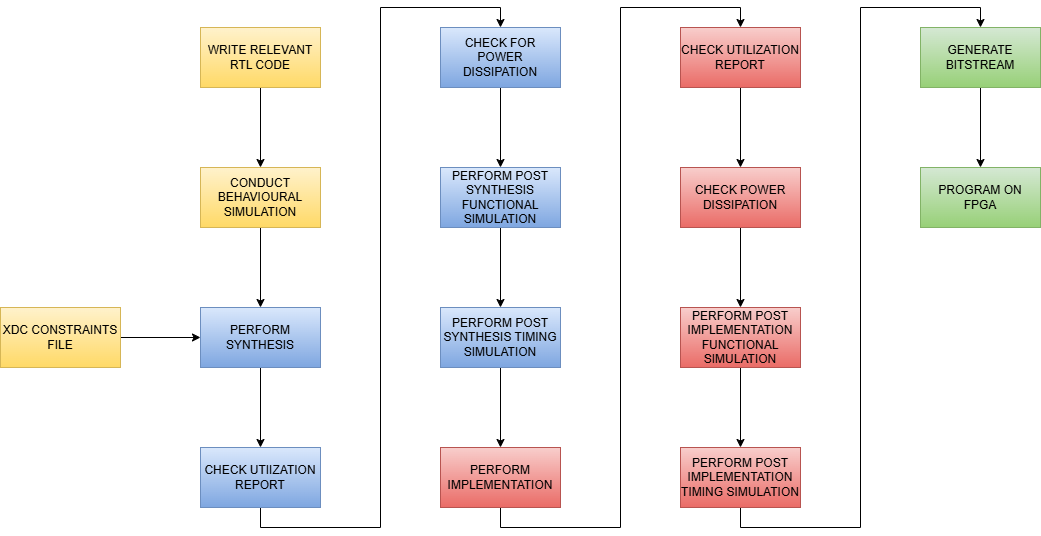 WRITE RELEVANT
RTL CODE
CONDUCT
BEHAVIOURAL
SIMULATION
XDC CONSTRAINTS
FILE
PERFORM
SYNTHESIS
CHECK UTIIZATION
REPORT
CHECK FOR
POWER
DISSIPATION
PERFORM POST
SYNTHESIS
FUNCTIONAL
SIMULATION
PERFORM POST
SYNTHESIS TIMING
SIMULATION
PERFORM
IMPLEMENTATION
CHECK UTILIZATION
REPORT
CHECK POWER
DISSIPATION
PERFORM POST
IMPLEMENTATION
FUNCTIONAL
SIMULATION
PERFORM POST
IMPLEMENTATION
TIMING SIMULATION
GENERATE
BITSTREAM
PROGRAM ON
FPGA